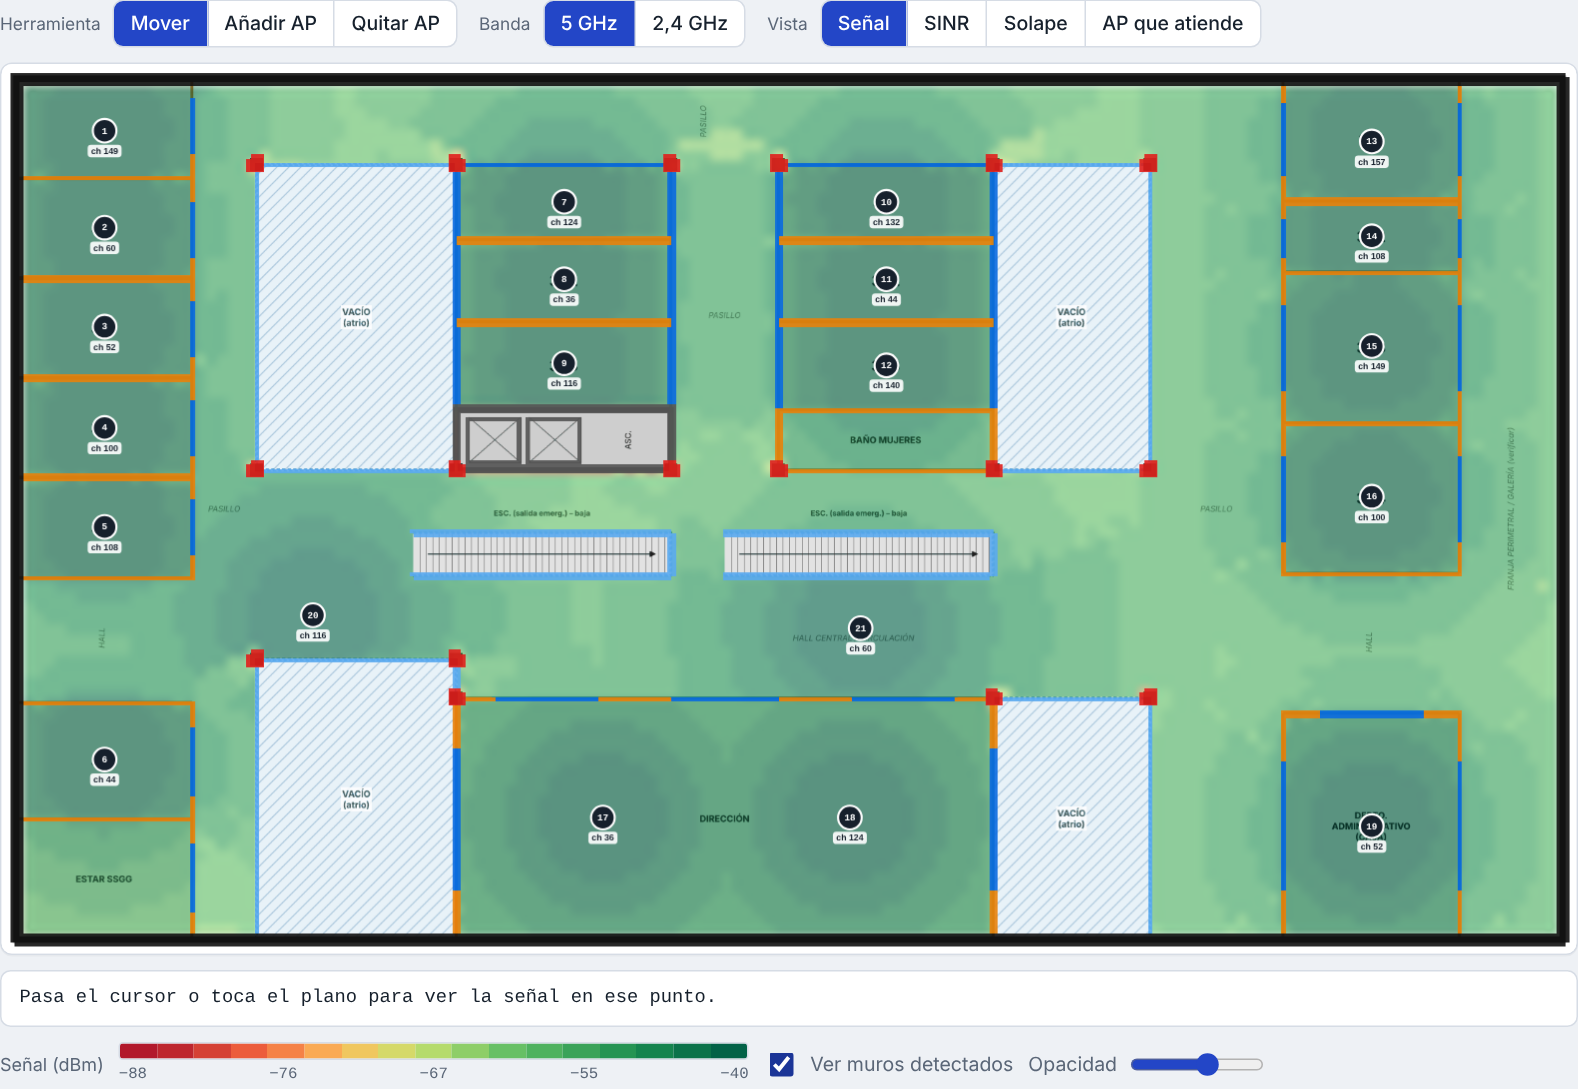 Herramienta Mover Añadir AP Quitar AP Banda 5 GHz 2,4 GHz Vista Señal SINR Solape AP que atiende
PASILLO
1
ch 149
13
ch 157
7
ch 124
10
ch 132
2
ch 60
14
ch 108
8
ch 36
11
ch 44
VACÍO
(atrio)
PASILLO
VACÍO
(atrio)
3
ch 52
15
ch 149
9
ch 116
12
ch 140
4
ch 100
ASC.
BAÑO MUJERES
16
ch 100
FRANJA PERIMETRAL / GALERÍA (verificar)
PASILLO
ESC. (salida emerg.) – baja
ESC. (salida emerg.) – baja
PASILLO
5
ch 108
20
ch 116
HALL
21
HALL CENTRAL
ch 60
HALL
6
ch 44
VACÍO
(atrio)
17
ch 36
DIRECCIÓN
18
ch 124
VACÍO
(atrio)
19
ch 52
ESTAR SSGG
Pasa el cursor o toca el plano para ver la señal en ese punto.
Señal (dBm) −88 −76 −67 −55 −40 Ver muros detectados Opacidad